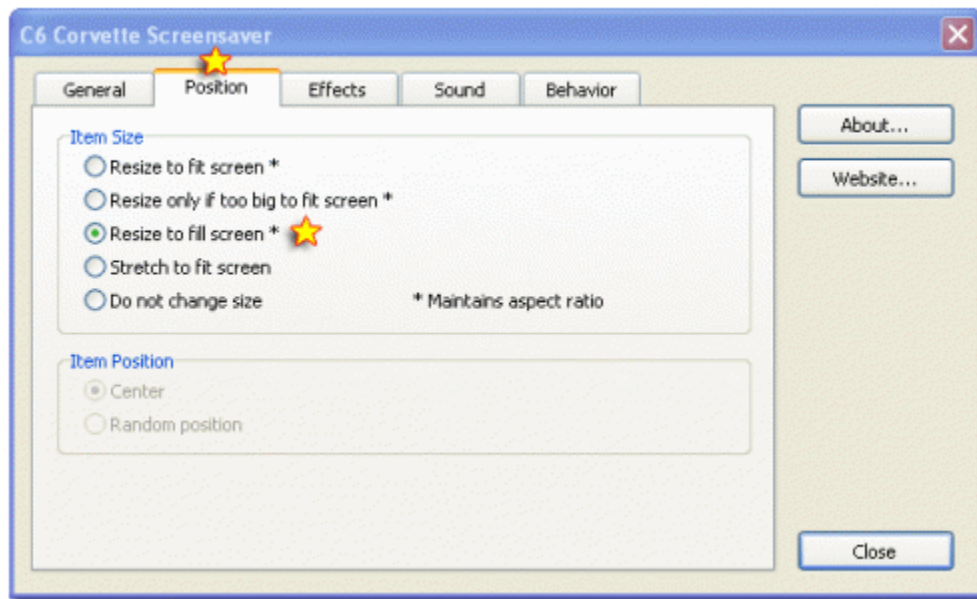 C6 Corvette Screensaver
General Position Effects Sound Behavior
About...
Website...
Item Size
Resize to fit screen *
Resize only if too big to fit screen *
Resize to fill screen *
Stretch to fit screen
Do not change size * Maintains aspect ratio
Item Position
Center
Random position
Close